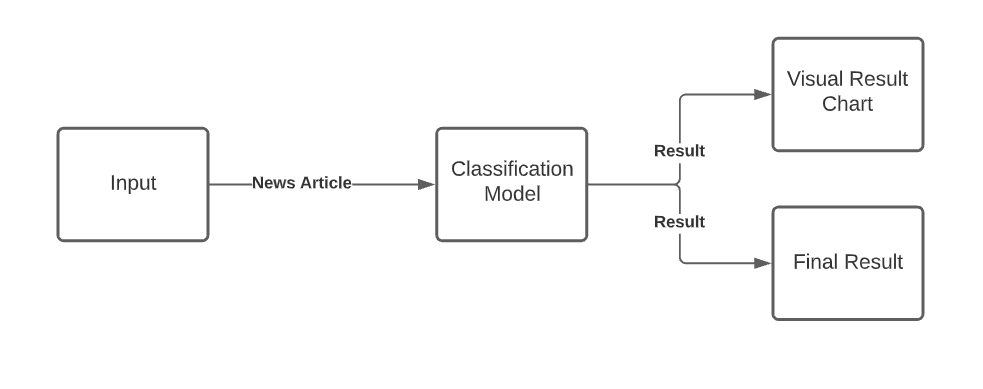 Input
News Article
Classification
Model
Result
Result
Visual Result
Chart
Final Result